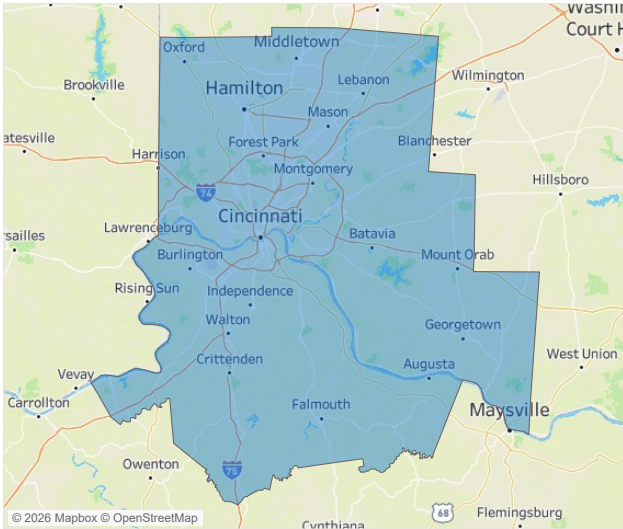 Washi
Court H
Oxford
Middletown
Brookville
Hamilton
Lebanon
Wilmington
Mason
atesville
Harrison
Forest Park
Blanchester
Montgomery
74
Hillsboro
Cincinnati
Lawrenceburg
rsailles
Batavia
Burlington
Mount Orab
Rising Sun
Independence
Walton
Georgetown
West Union
Crittenden
Augusta
Vevay
Carrollton
Falmouth
Maysville
Owenton
75
68
Flemingsburg
Cynthiana
© 2026 Mapbox © OpenStreetMap